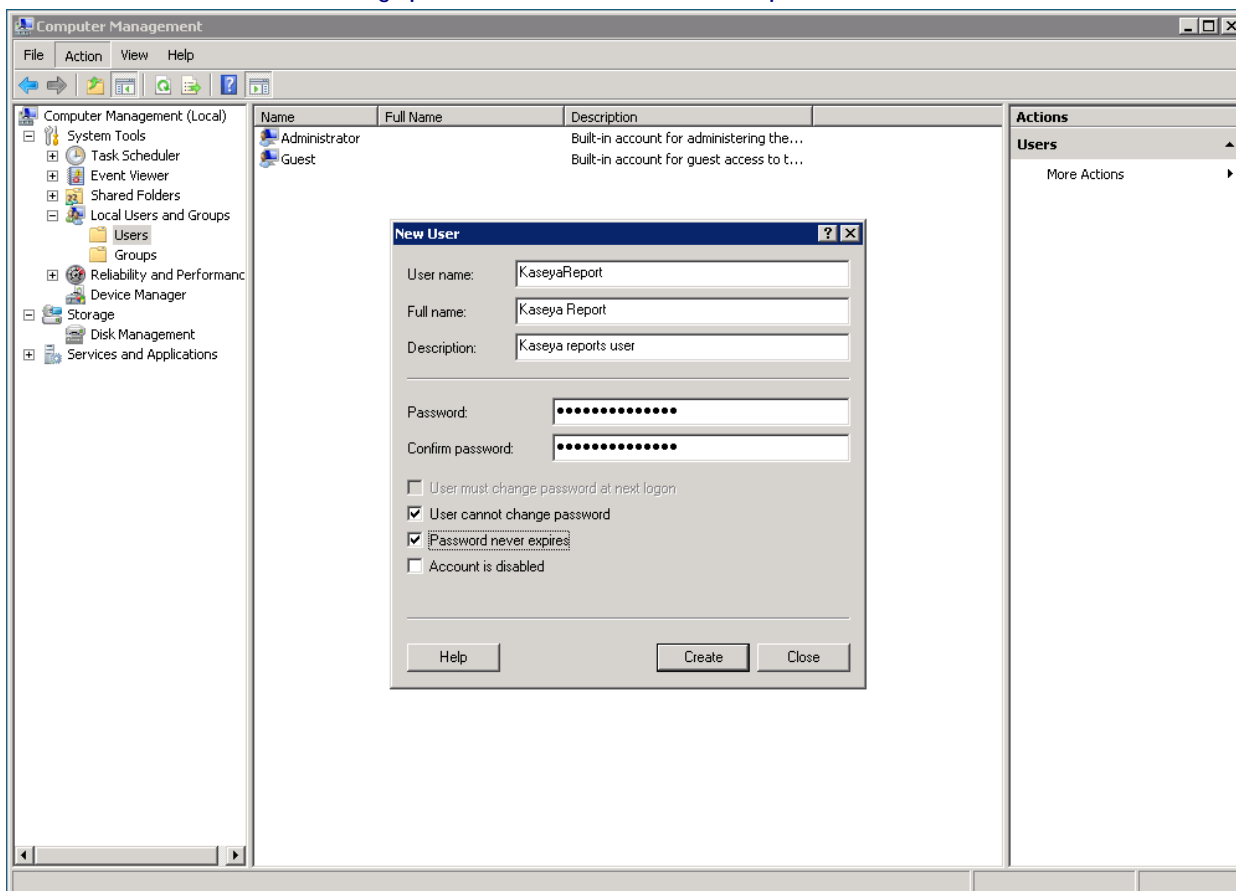 Computer Management
File Action View Help
Computer Management (Local)
System Tools
Task Scheduler
Event Viewer
Shared Folders
Local Users and Groups
Users
Groups
Reliability and Performanc
Device Manager
Storage
Disk Management
Services and Applications
Name Full Name Description
Administrator Built-in account for administering the...
Guest Built-in account for guest access to t...
Actions
Users
More Actions
New User
User name: KaseyaReport
Full name: Kaseya Report
Description: Kaseya reports user
Password: ●●●●●●●●●●●●●●
Confirm password: ●●●●●●●●●●●●●●
User must change password at next logon
User cannot change password
Password never expires
Account is disabled
Help Create Close